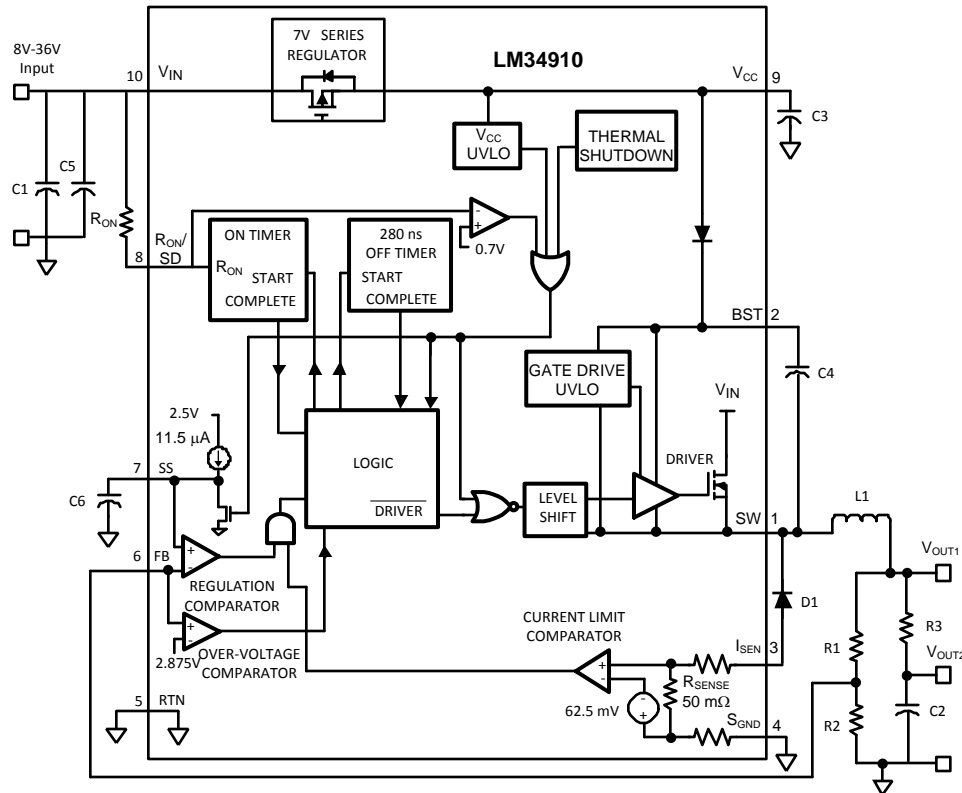 7V SERIES
REGULATOR
LM34910
8V-36V
Input
10
VIN
VCC
9
C3
VCC
UVLO
THERMAL
SHUTDOWN
C5
C1
RON
-
+
0.7V
8
RON/
SD
ON TIMER
RON
START
COMPLETE
280 ns
OFF TIMER
START
COMPLETE
BST
2
GATE DRIVE
UVLO
C4
VIN
2.5V
11.5 µA
7
SS
C6
LOGIC
DRIVER
DRIVER
LEVEL
SHIFT
SW
1
L1
VOUT1
6
FB
+
-
REGULATION
COMPARATOR
+
-
2.875V
OVER-VOLTAGE
COMPARATOR
CURRENT LIMIT
COMPARATOR
+
-
62.5 mV
-
+
RSENSE
50 mΩ
ISEN
3
D1
R1
R3
VOUT2
R2
C2
SGND
4
5
RTN